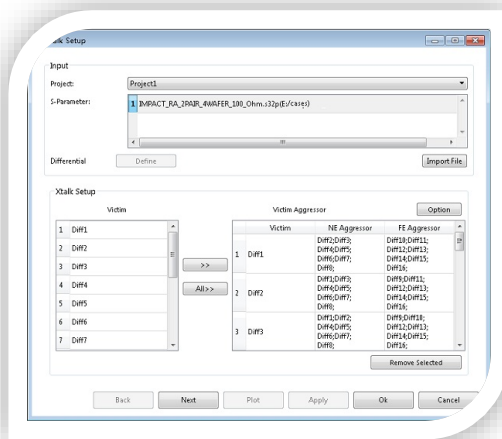 Xtalk Setup
Input
Project: Project1
S-Parameter: 1 IMPACT_RA_2PAIR_4WAFER_100_Ohm.s32p(E:/cases)
Differential Define Import File
Xtalk Setup
Victim Victim Aggressor Option
Victim NE Aggressor FE Aggressor
1 Diff1
2 Diff2
3 Diff3
4 Diff4
5 Diff5
6 Diff6
7 Diff7
>>
All>>
1 Diff1 Diff2;Diff3; Diff10;Diff11;
Diff4;Diff5; Diff12;Diff13;
Diff6;Diff7; Diff14;Diff15;
Diff8; Diff16;
2 Diff2 Diff1;Diff3; Diff9;Diff11;
Diff4;Diff5; Diff12;Diff13;
Diff6;Diff7; Diff14;Diff15;
Diff8; Diff16;
3 Diff3 Diff1;Diff2; Diff9;Diff10;
Diff4;Diff5; Diff12;Diff13;
Diff6;Diff7; Diff14;Diff15;
Diff8; Diff16;
Remove Selected
Back Next Plot Apply Ok Cancel